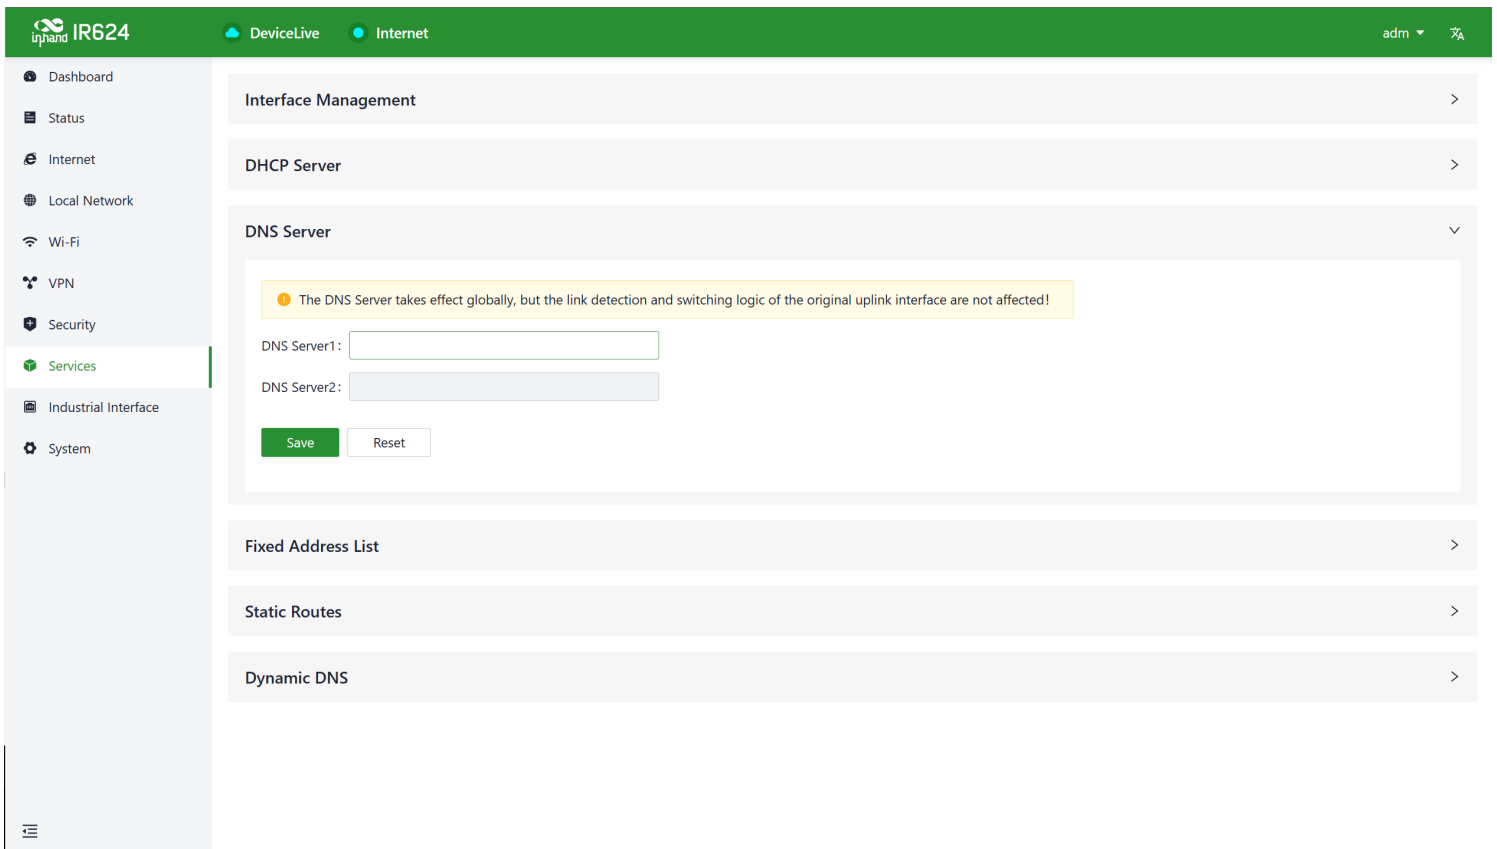 inhand IR624
DeviceLive
Internet
adm
Dashboard
Status
Internet
Local Network
Wi-Fi
VPN
Security
Services
Industrial Interface
System
Interface Management
DHCP Server
DNS Server
The DNS Server takes effect globally, but the link detection and switching logic of the original uplink interface are not affected!
DNS Server1:
DNS Server2:
Save
Reset
Fixed Address List
Static Routes
Dynamic DNS